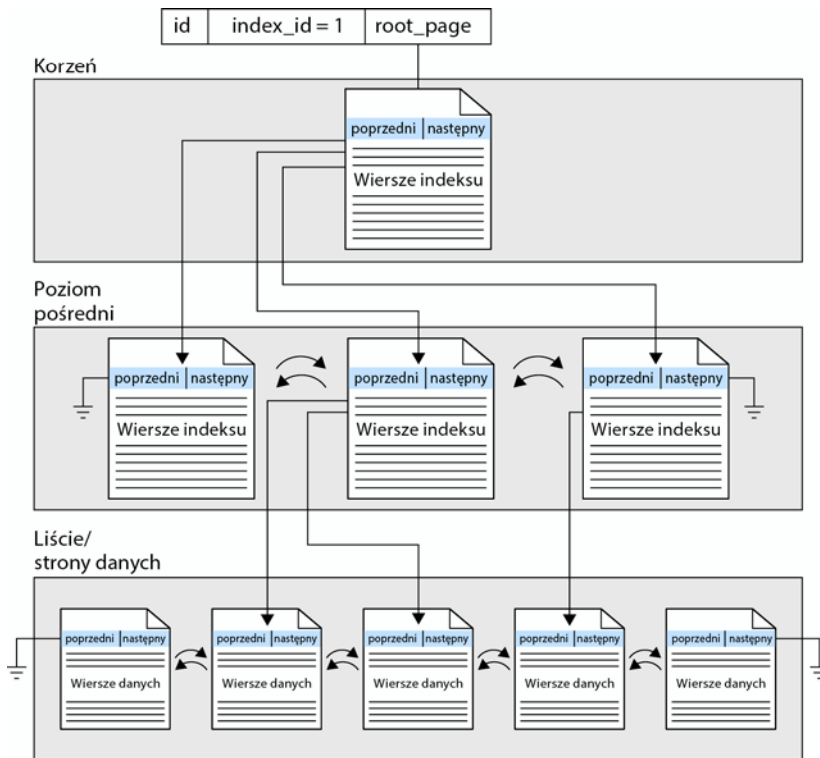 id index_id = 1 root_page
Korzeń
poprzedni następny
Wiersze indeksu
Poziom
pośredni
poprzedni następny poprzedni następny poprzedni następny
Wiersze indeksu Wiersze indeksu Wiersze indeksu
Liście/
strony danych
poprzedni następny poprzedni następny poprzedni następny poprzedni następny poprzedni następny
Wiersze danych Wiersze danych Wiersze danych Wiersze danych Wiersze danych